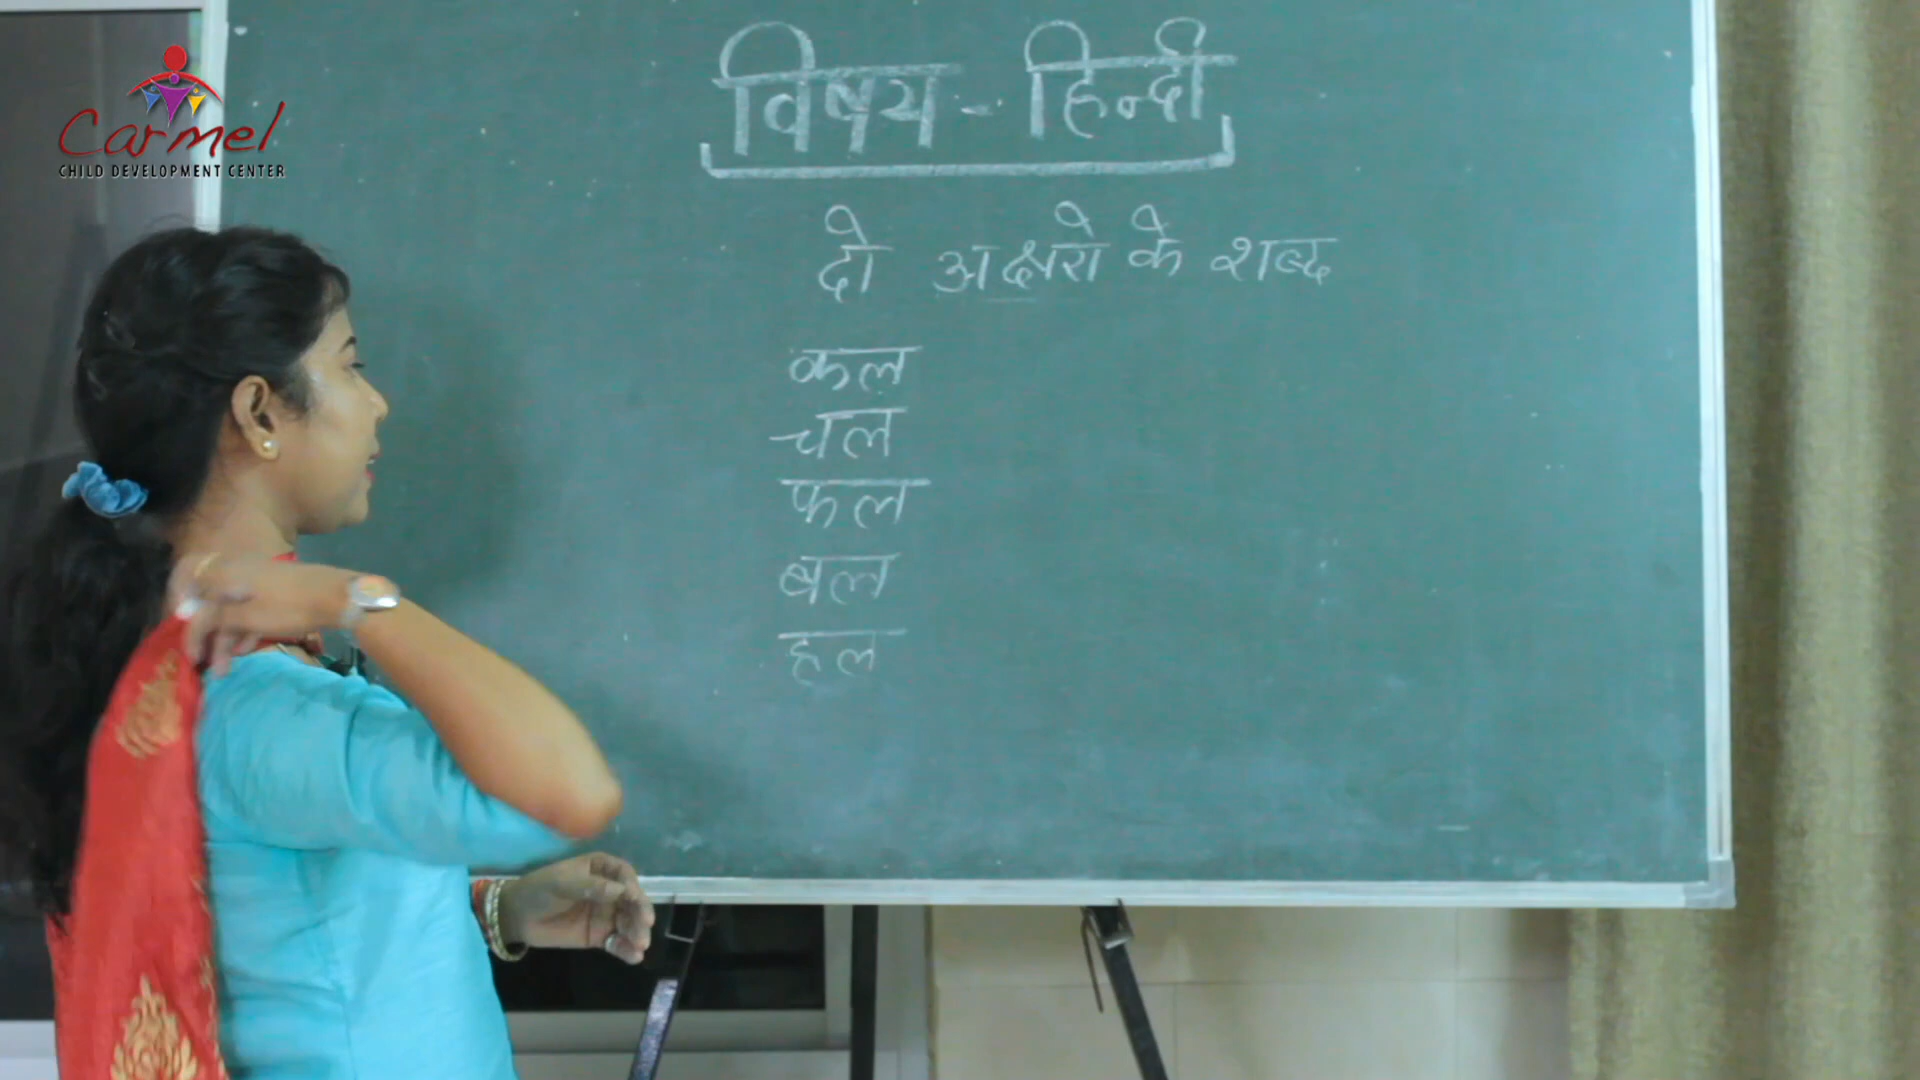 Carmel
CHILD DEVELOPMENT CENTER
विषय - हिन्दी
दो अक्षरो के शब्द
कल
चल
फल
बल
हल